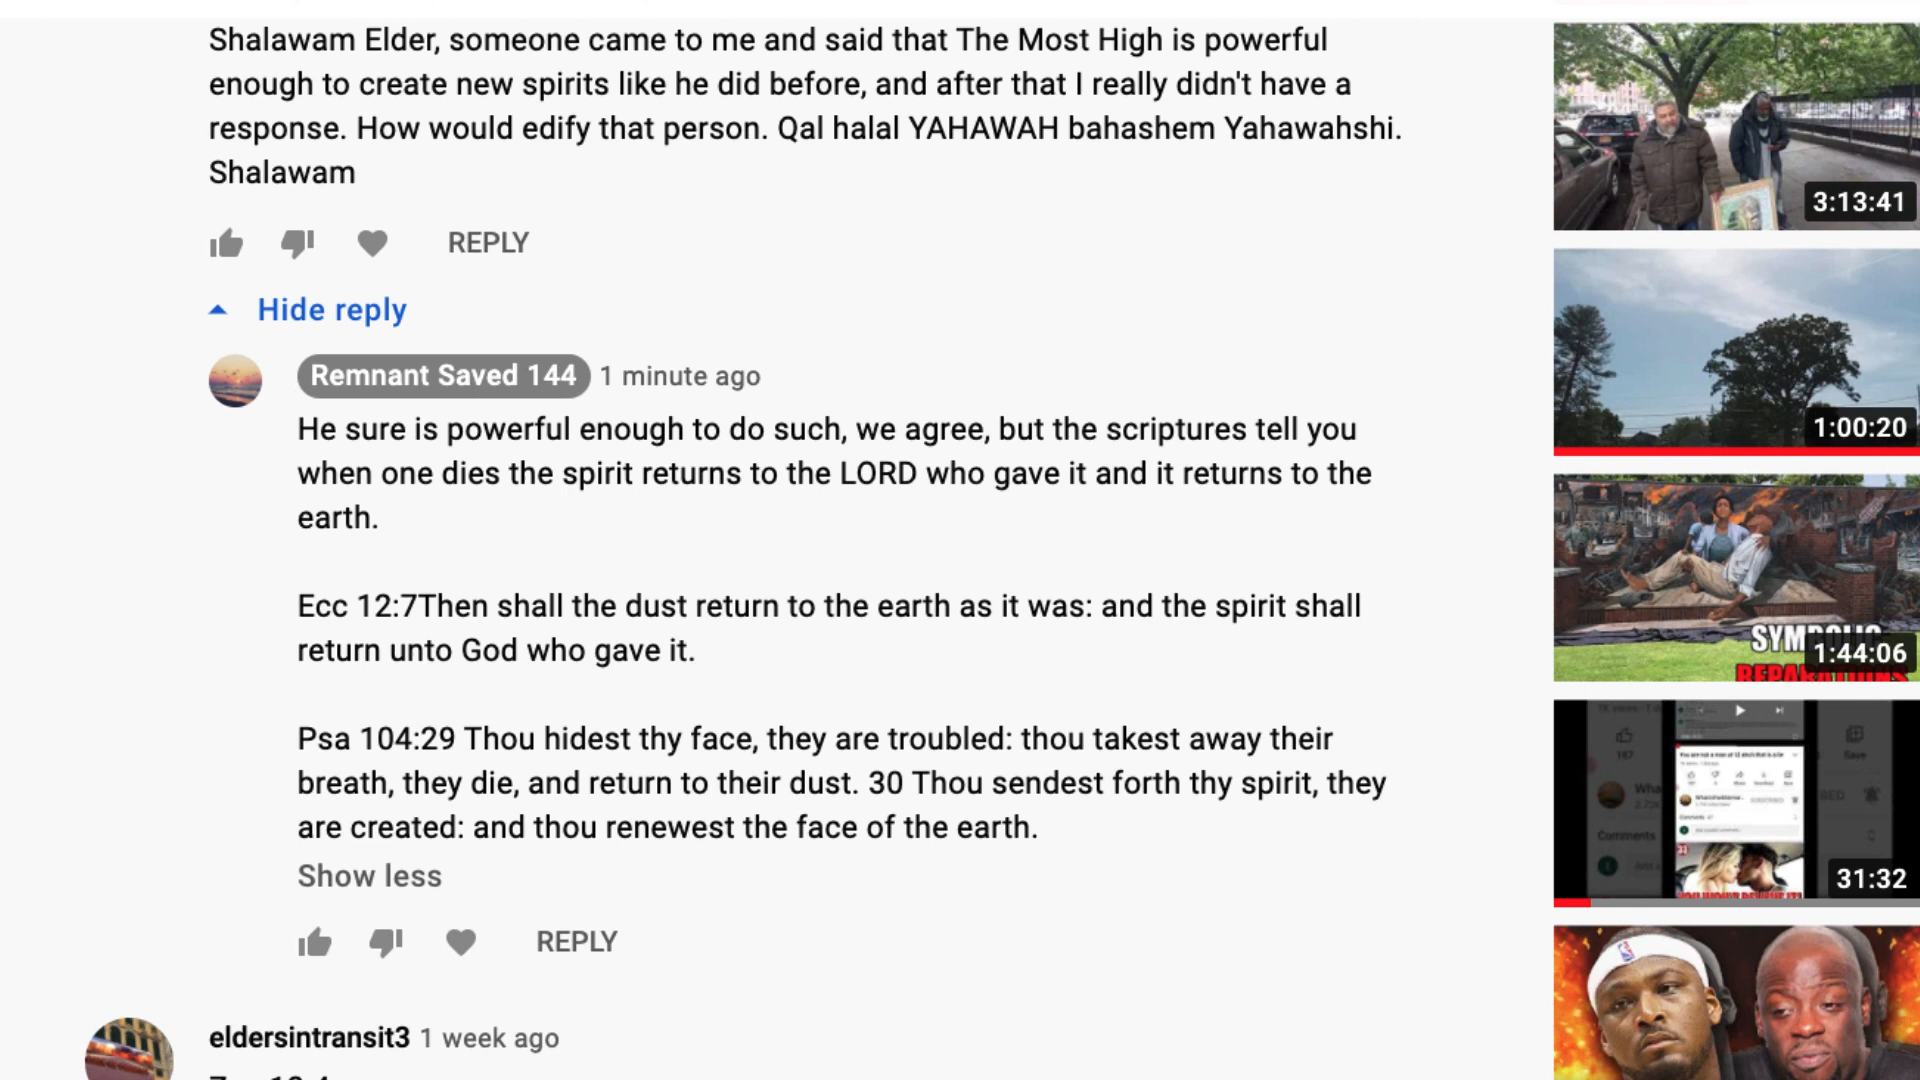 Shalawam Elder, someone came to me and said that The Most High is powerful
enough to create new spirits like he did before, and after that I really didn't have a
response. How would edify that person. Qal halal YAHAWAH bahashem Yahawahshi.
Shalawam
REPLY
Hide reply
Remnant Saved 144 1 minute ago
He sure is powerful enough to do such, we agree, but the scriptures tell you
when one dies the spirit returns to the LORD who gave it and it returns to the
earth.
Ecc 12:7Then shall the dust return to the earth as it was: and the spirit shall
return unto God who gave it.
Psa 104:29 Thou hidest thy face, they are troubled: thou takest away their
breath, they die, and return to their dust. 30 Thou sendest forth thy spirit, they
are created: and thou renewest the face of the earth.
Show less
REPLY
eldersintransit3 1 week ago
3:13:41
1:00:20
SYMBOLIC
1:44:06
REPARATIONS
187
Save
Comments
31:32